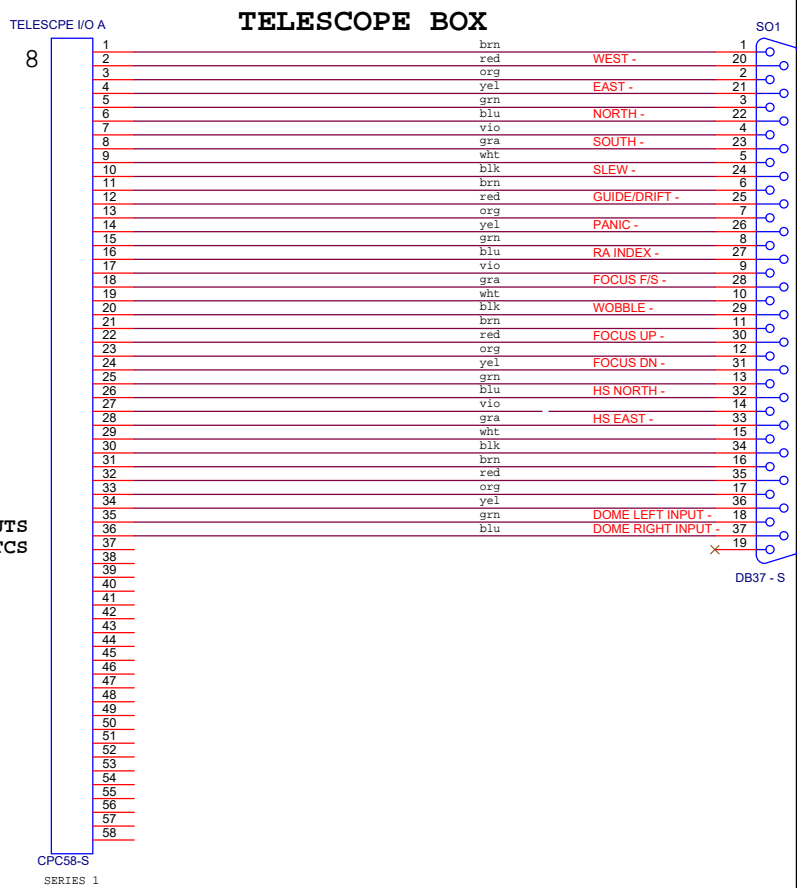 TELESCOPE BOX
TELESCPE I/O A
SO1
8
1 brn 1
2 red WEST - 20
3 org 2
4 yel EAST - 21
5 grn 3
6 blu NORTH - 22
7 vio 4
8 gra SOUTH - 23
9 wht 5
10 blk SLEW - 24
11 brn 6
12 red GUIDE/DRIFT - 25
13 org 7
14 yel PANIC - 26
15 grn 8
16 blu RA INDEX - 27
17 vio 9
18 gra FOCUS F/S - 28
19 wht 10
20 blk WOBBLE - 29
21 brn 11
22 red FOCUS UP - 30
23 org 12
24 yel FOCUS DN - 31
25 grn 13
26 blu HS NORTH - 32
27 vio 14
28 gra HS EAST - 33
29 wht 15
30 blk 34
31 brn 16
32 red 35
33 org 17
34 yel 36
35 grn DOME LEFT INPUT - 18
36 blu DOME RIGHT INPUT - 37
37 19
UTS
TCS
38
39
40
41
42
43
44
45
46
47
48
49
50
51
52
53
54
55
56
57
58
DB37 - S
CPC58-S
SERIES 1